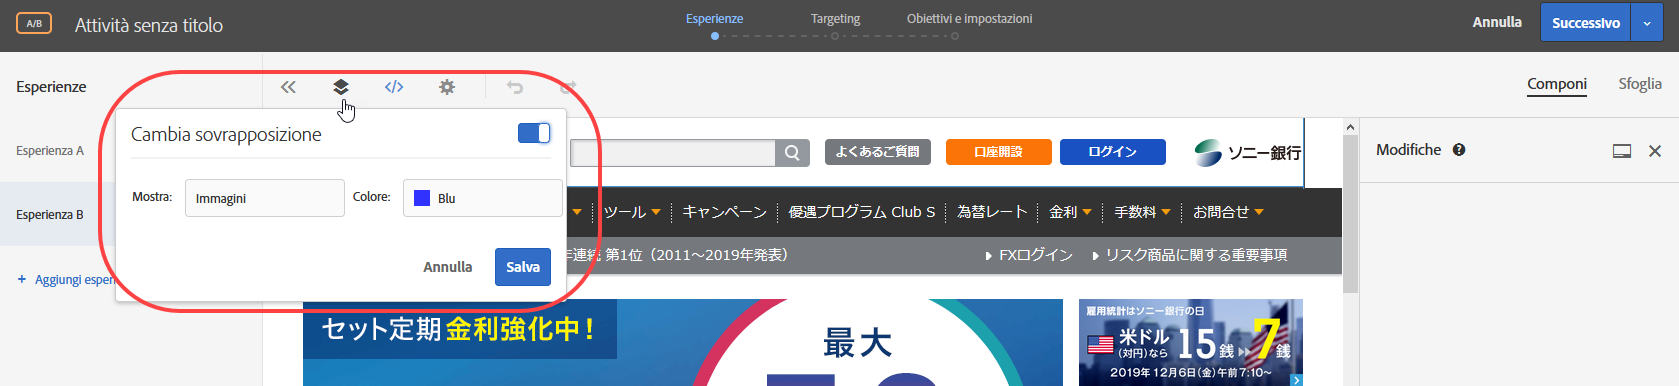 A/B
Attività senza titolo
Esperienze
Targeting
Obiettivi e impostazioni
Annulla
Successivo
Esperienze
Componi
Sfoglia
Esperienza A
Esperienza B
+ Aggiungi esper
Cambia sovrapposizione
Mostra:
Immagini
Colore:
Blu
Annulla
Salva
よくあるご質問
口座開設
ログイン
ソニー銀行
Modifiche
ツール
キャンペーン
優遇プログラム Club S
為替レート
金利
手数料
お問合せ
年連続 第1位（2011～2019年発表）
FXログイン
リスク商品に関する重要事項
セット定期 金利強化中！
最大
雇用統計はソニー銀行の日
米ドル
(対円)なら
15銭
7銭
2019年12月6日(金)午前7:10～